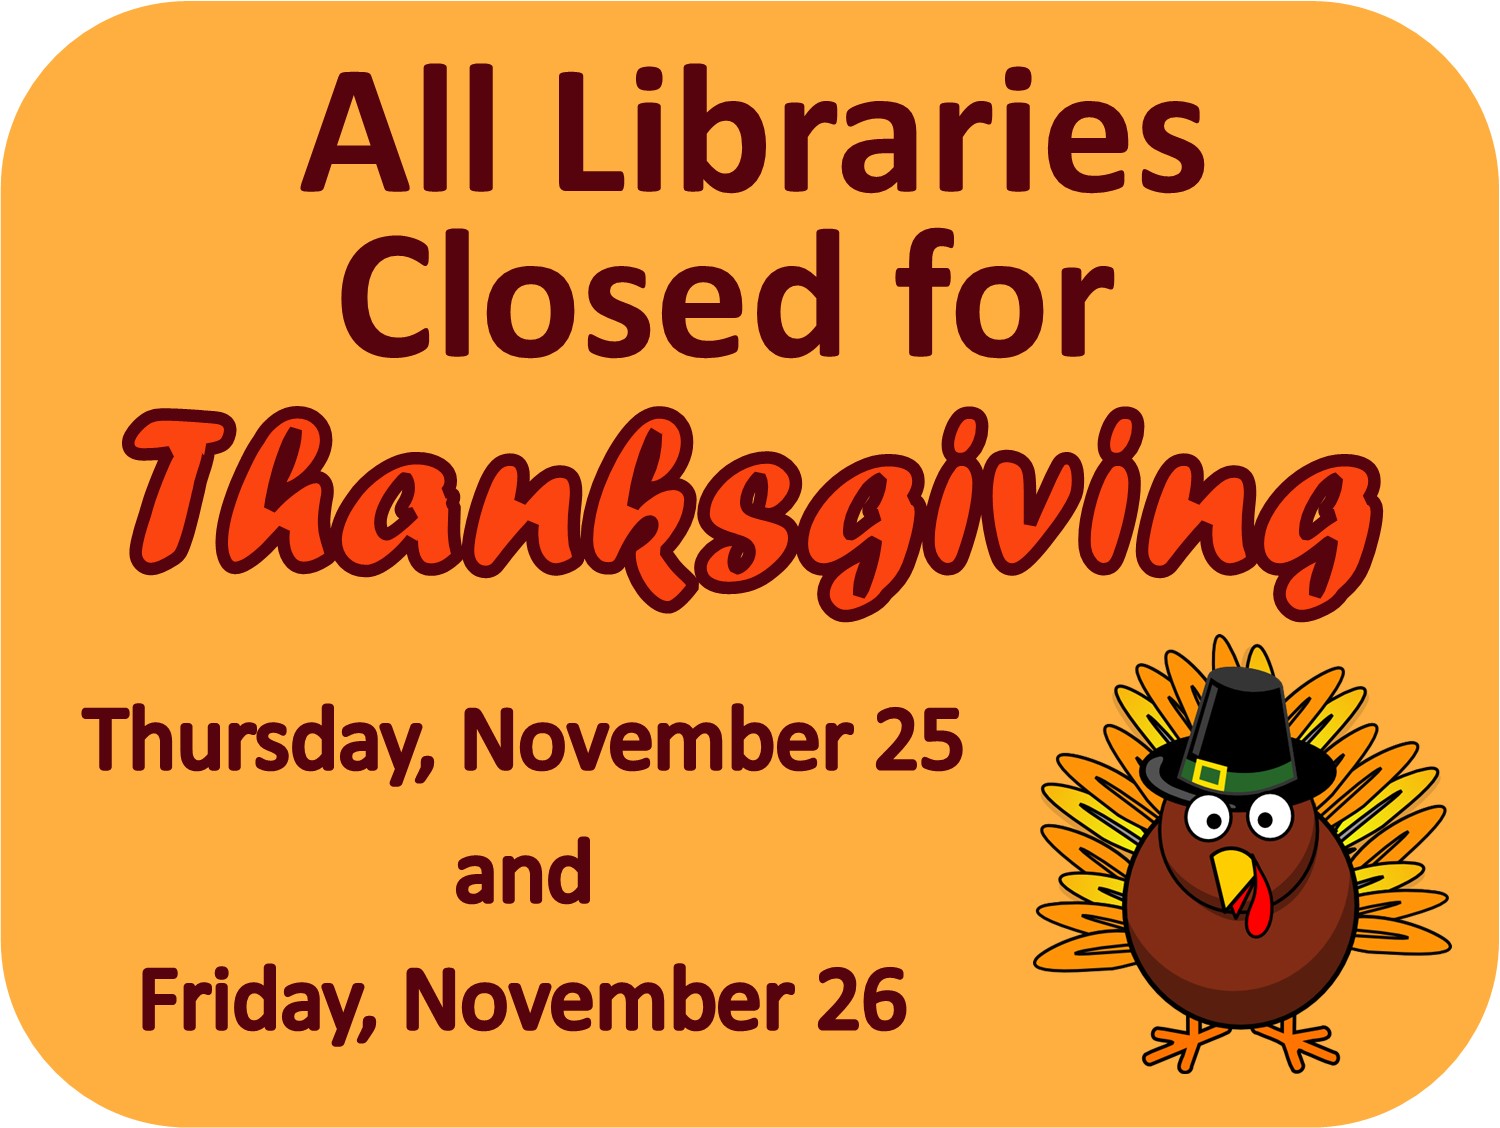 All Libraries
Closed for
Thanksgiving
Thursday, November 25
and
Friday, November 26